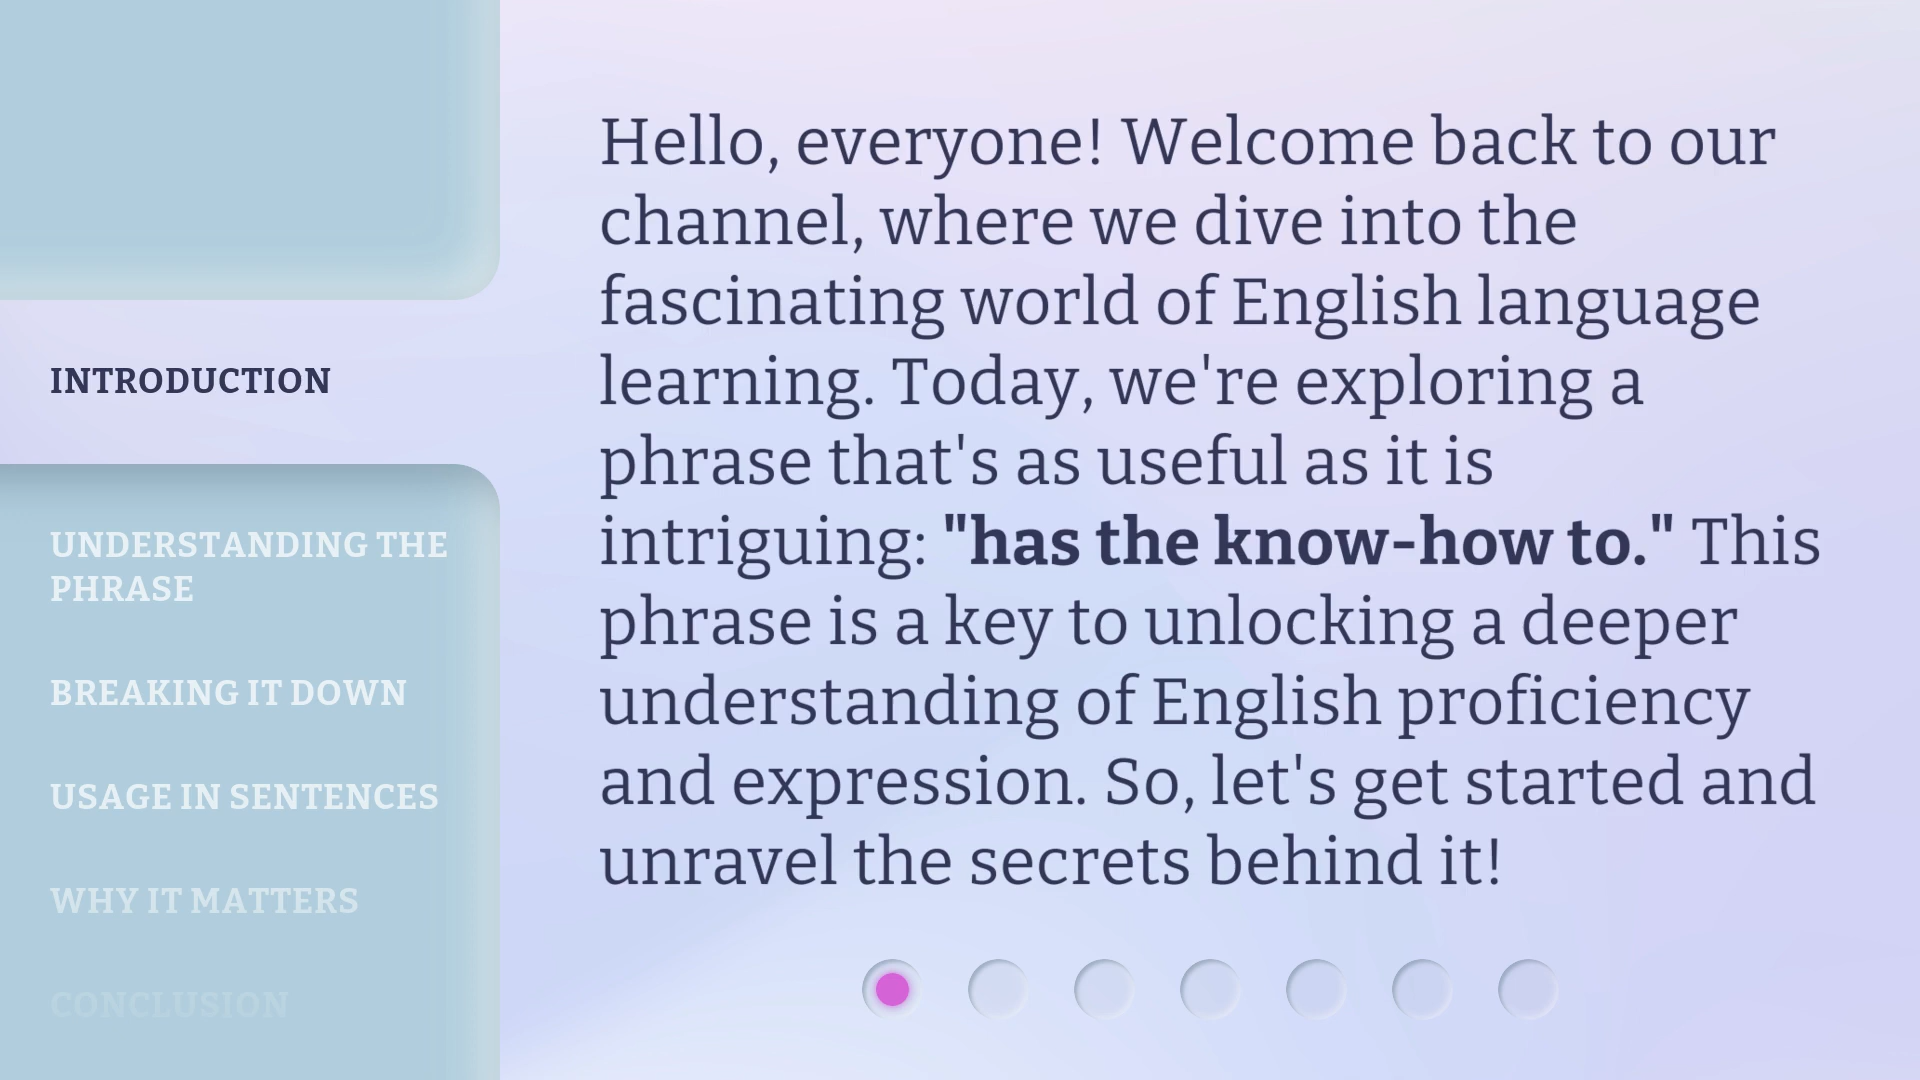 INTRODUCTION
UNDERSTANDING THE
PHRASE
BREAKING IT DOWN
USAGE IN SENTENCES
WHY IT MATTERS
CONCLUSION
Hello, everyone! Welcome back to our
channel, where we dive into the
fascinating world of English language
learning. Today, we're exploring a
phrase that's as useful as it is
intriguing: "has the know-how to." This
phrase is a key to unlocking a deeper
understanding of English proficiency
and expression. So, let's get started and
unravel the secrets behind it!